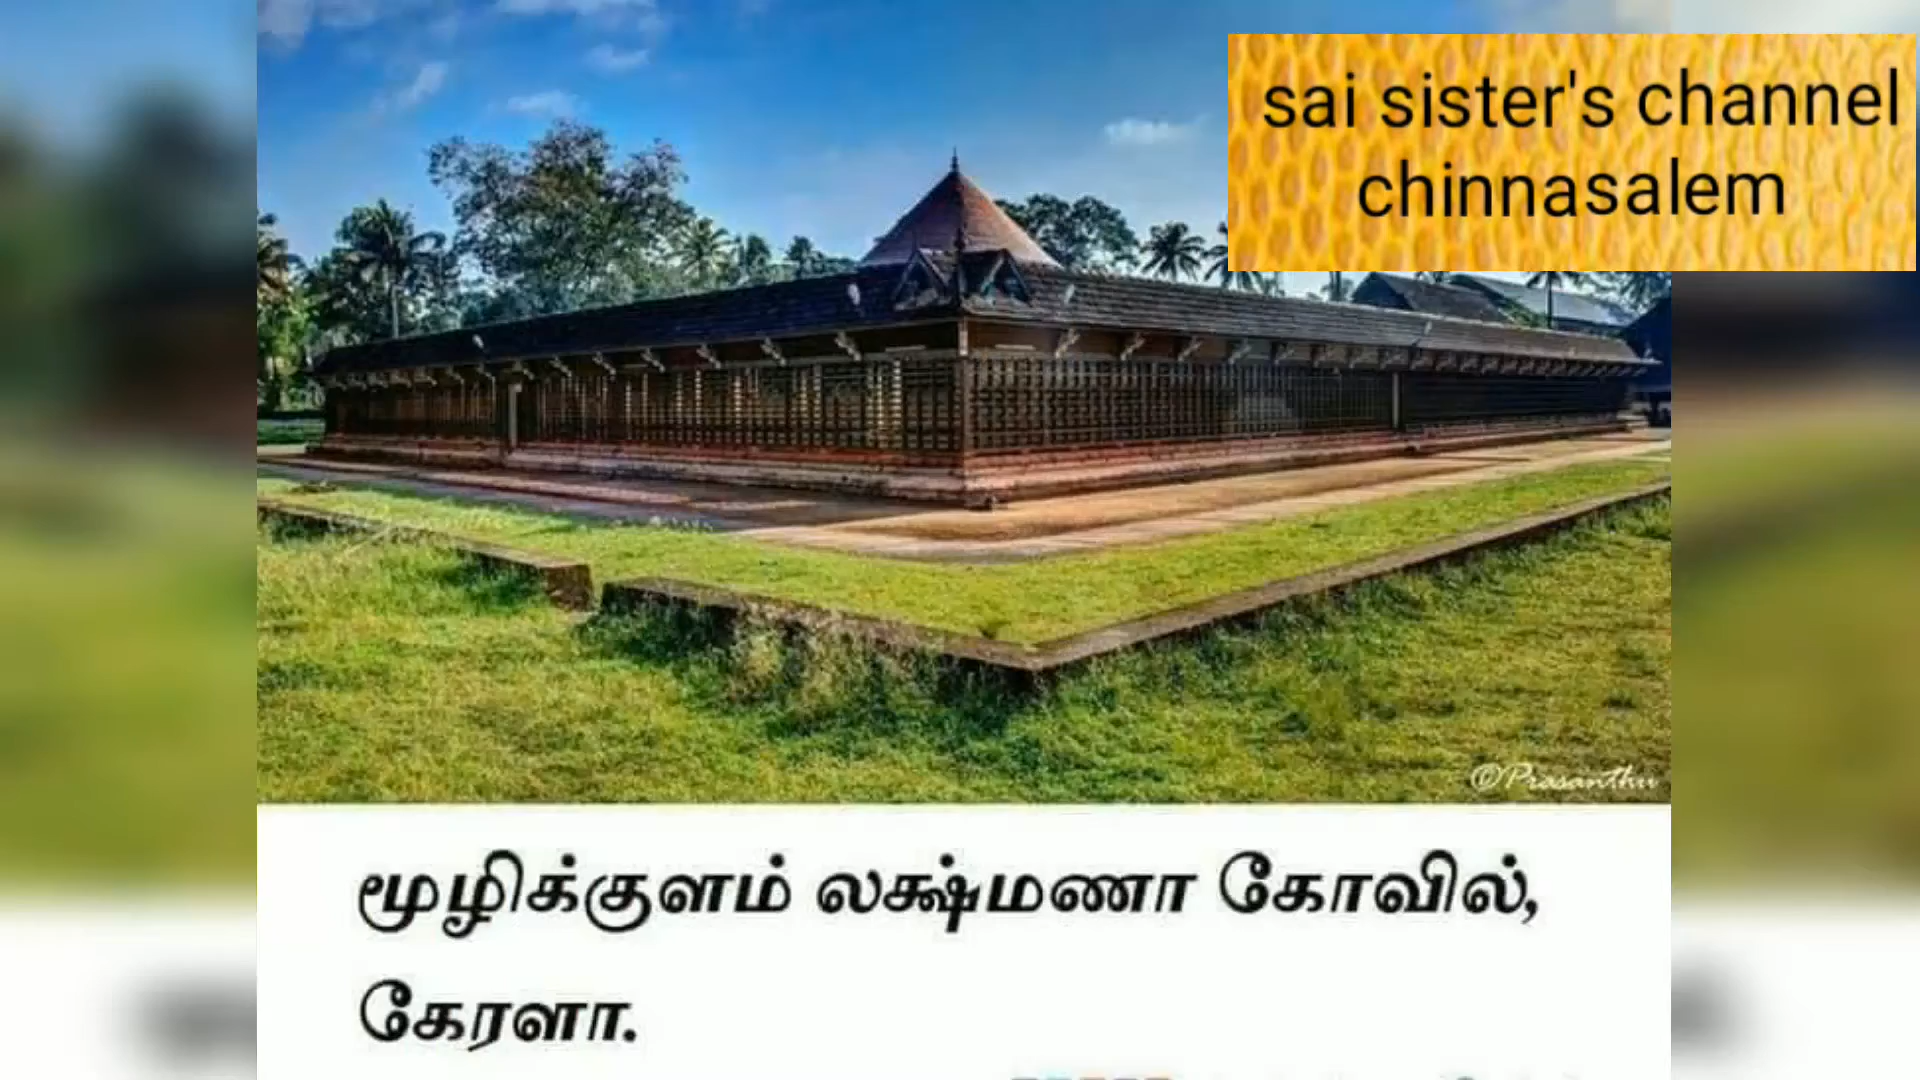 sai sister's channel
chinnasalem
©Prasanthu
மூழிக்குளம் லக்ஷ்மணா கோவில்,
கேரளா.